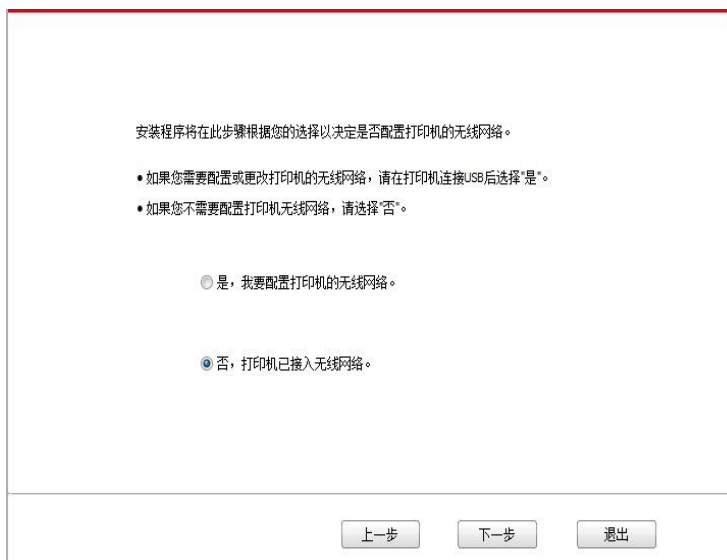 安装程序将在此步骤根据您的选择以决定是否配置打印机的无线网络。
• 如果您需要配置或更改打印机的无线网络，请在打印机连接USB后选择"是"。
• 如果您不需要配置打印机无线网络，请选择"否"。
是，我要配置打印机的无线网络。
否，打印机已接入无线网络。
上一步 下一步 退出